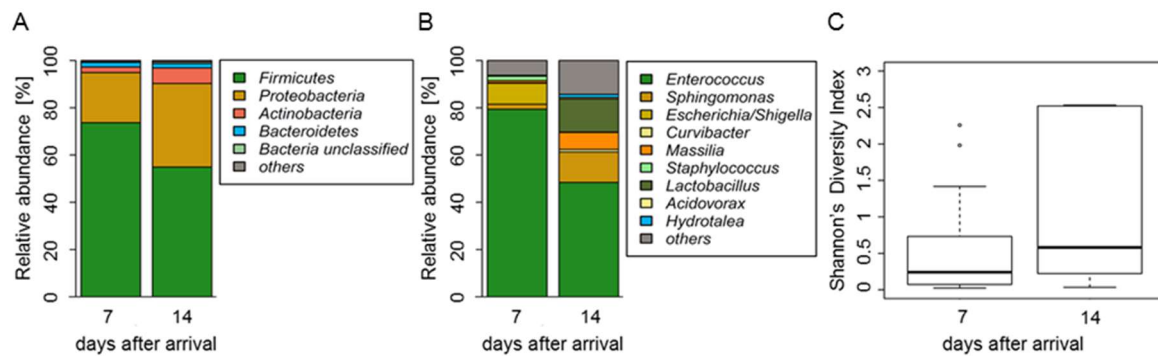 A
Relative abundance [%]
0
20
40
60
80
100
7
14
days after arrival
Firmicutes
Proteobacteria
Actinobacteria
Bacteroidetes
Bacteria unclassified
others
B
Relative abundance [%]
0
20
40
60
80
100
7
14
days after arrival
Enterococcus
Sphingomonas
Escherichia/Shigella
Curvibacter
Massilia
Staphylococcus
Lactobacillus
Acidovorax
Hydrotalea
others
C
Shannon's Diversity Index
0
0.5
1
1.5
2
2.5
3
7
14
days after arrival